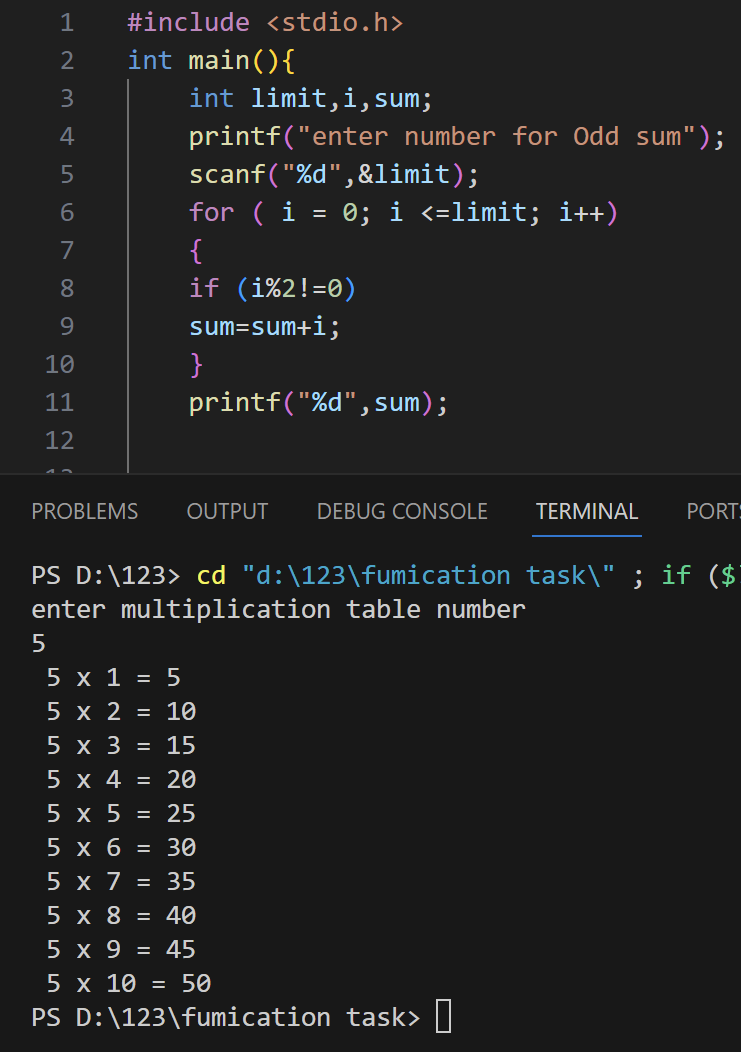 1 #include <stdio.h>
2 int main(){
3 int limit,i,sum;
4 printf("enter number for Odd sum");
5 scanf("%d",&limit);
6 for ( i = 0; i <=limit; i++)
7 {
8 if (i%2!=0)
9 sum=sum+i;
10 }
11 printf("%d",sum);
12
PROBLEMS OUTPUT DEBUG CONSOLE TERMINAL PORTS
PS D:\123> cd "d:\123\fumication task\" ; if ($
enter multiplication table number
5
5 x 1 = 5
5 x 2 = 10
5 x 3 = 15
5 x 4 = 20
5 x 5 = 25
5 x 6 = 30
5 x 7 = 35
5 x 8 = 40
5 x 9 = 45
5 x 10 = 50
PS D:\123\fumication task>